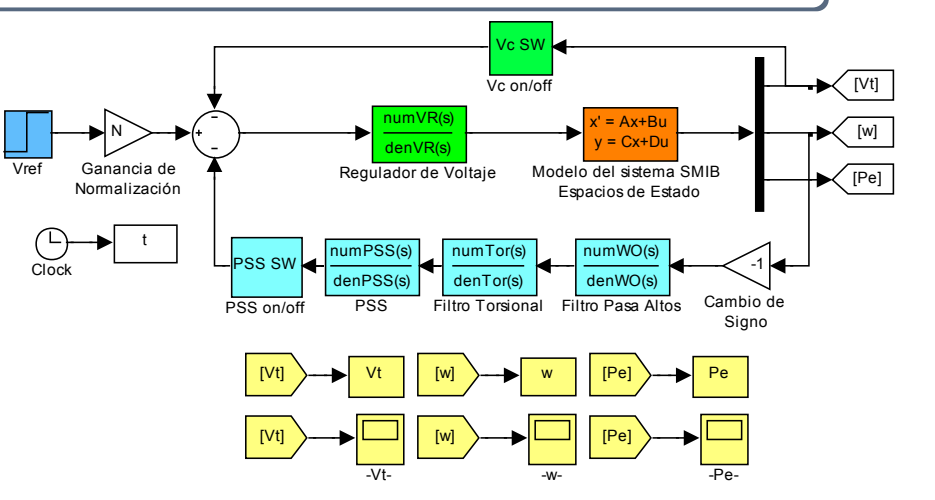 Vc SW
Vc on/off
[Vt]
Vref
N
Ganancia de
Normalización
+
−
−
numVR(s)
denVR(s)
Regulador de Voltaje
x' = Ax+Bu
y = Cx+Du
Modelo del sistema SMIB
Espacios de Estado
[w]
[Pe]
Clock
t
PSS SW
PSS on/off
numPSS(s)
denPSS(s)
PSS
numTor(s)
denTor(s)
Filtro Torsional
numWO(s)
denWO(s)
Filtro Pasa Altos
-1
Cambio de
Signo
[Vt]
Vt
[w]
w
[Pe]
Pe
[Vt]
-Vt-
[w]
-w-
[Pe]
-Pe-